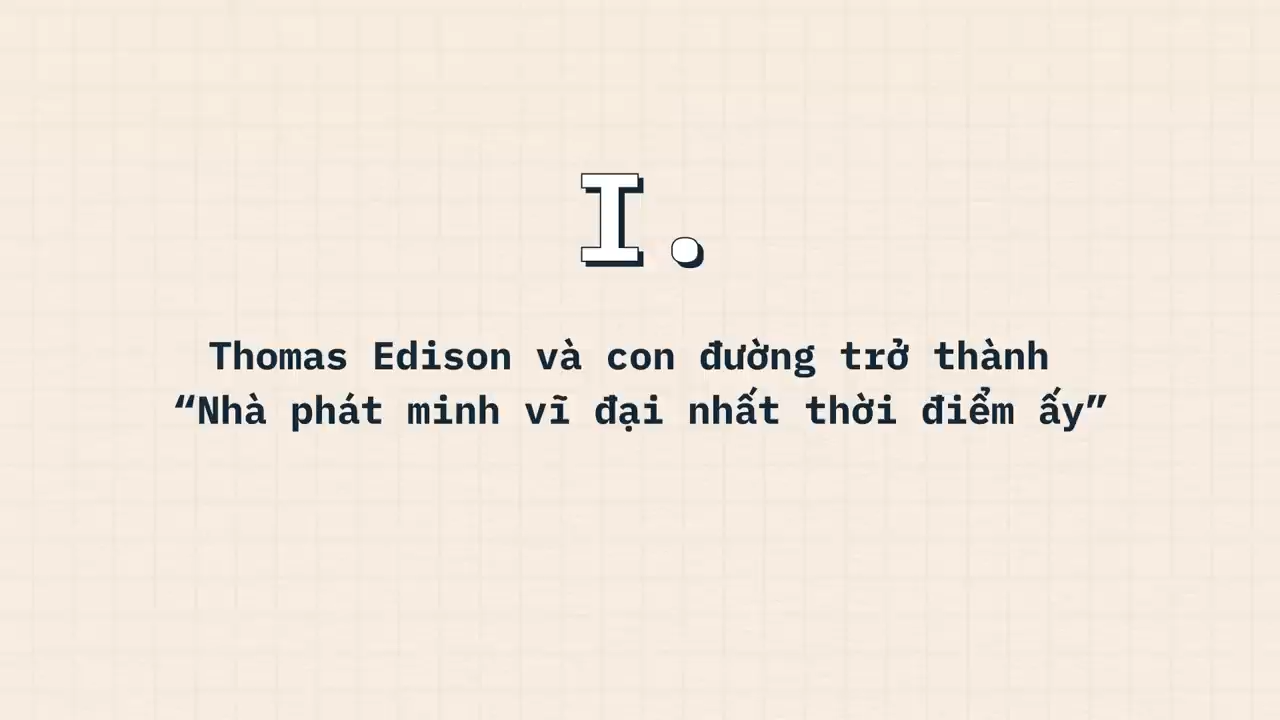 I.
Thomas Edison và con đường trở thành
“Nhà phát minh vĩ đại nhất thời điểm ấy”